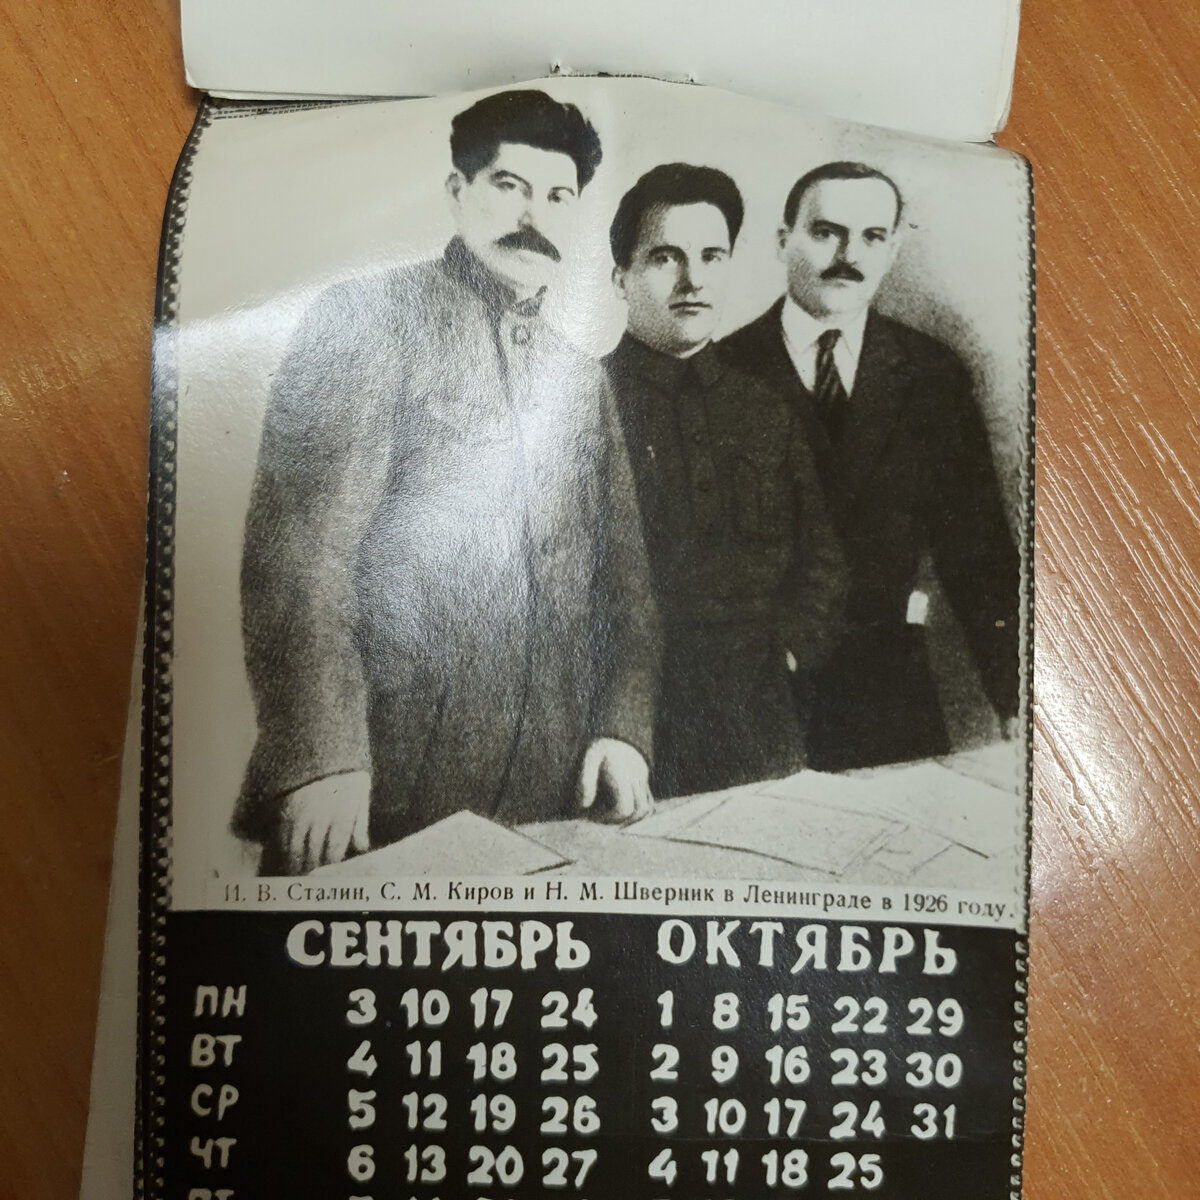 И. В. Сталин, С. М. Киров и Н. М. Шверник в Ленинграде в 1926 году.
СЕНТЯБРЬ ОКТЯБРЬ
ПН 3 10 17 24 1 8 15 22 29
ВТ 4 11 18 25 2 9 16 23 30
СР 5 12 19 26 3 10 17 24 31
ЧТ 6 13 20 27 4 11 18 25